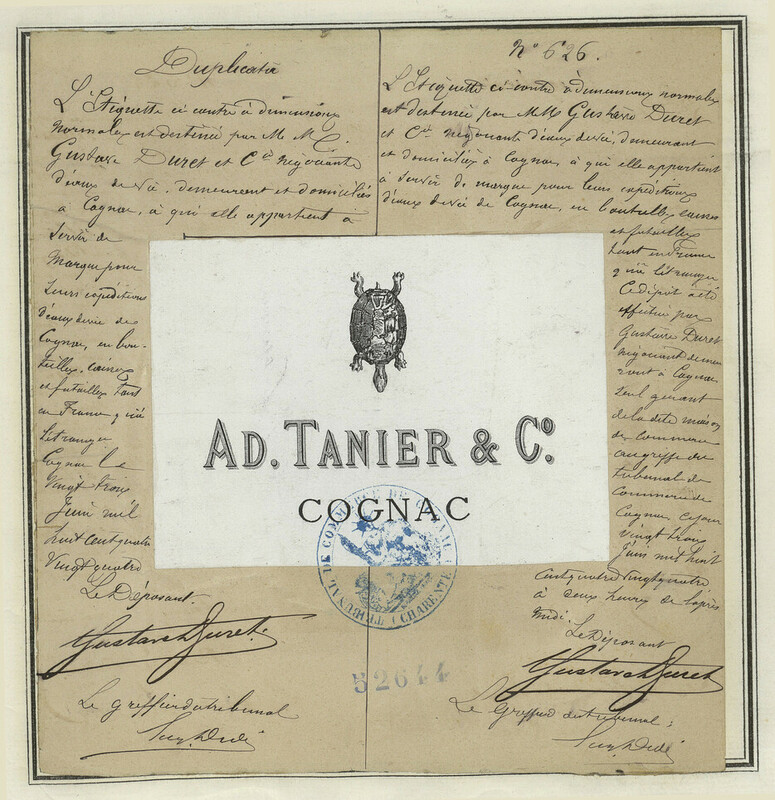 Duplicata
L'Etiquette ci contre à dimensions
normales est destinée par M. M.
Gustave Duret et Cie négociants
d'eaux de vie, demeurant et domiciliés
à Cognac, à qui elle appartient à
servir de
Marque pour
leurs expéditions
d'eaux de vie de
Cognac, en bou-
teilles, caisses
et futailles tant
en France qu'à
l'étranger
Cognac le
Vingt trois
Juin mil
huit cent quatre
Vingt quatre
Le Déposant.
Gustave Duret
Le greffier du tribunal
No 626.
L'Etiquette ci-contre à dimensions normales
est destinée par MM Gustave Duret
et Cie négociants d'eaux de vie, demeurant
et domiciliés à Cognac, à qui elle appartient
à servir de marque pour leurs expéditions
d'eaux de vie de Cognac, en bouteilles caisses
et futailles
tant en France
qu'à l'étranger
Ce dépôt a été
effectué par
Gustave Duret
négociant demeu
rant à Cognac
seul gérant
de la dite maison
de commerce
au greffe du
tribunal de
Commerce de
Cognac ce jour
vingt trois
Juin mil huit
cent quatre vingt quatre
à deux heures de l'après
midi.
Le Déposant
Gustave Duret
Le Greffier du tribunal
AD. TANIER & Co.
COGNAC
TRIBUNAL DE COMMERCE DE COGNAC (CHARENTE)
52644